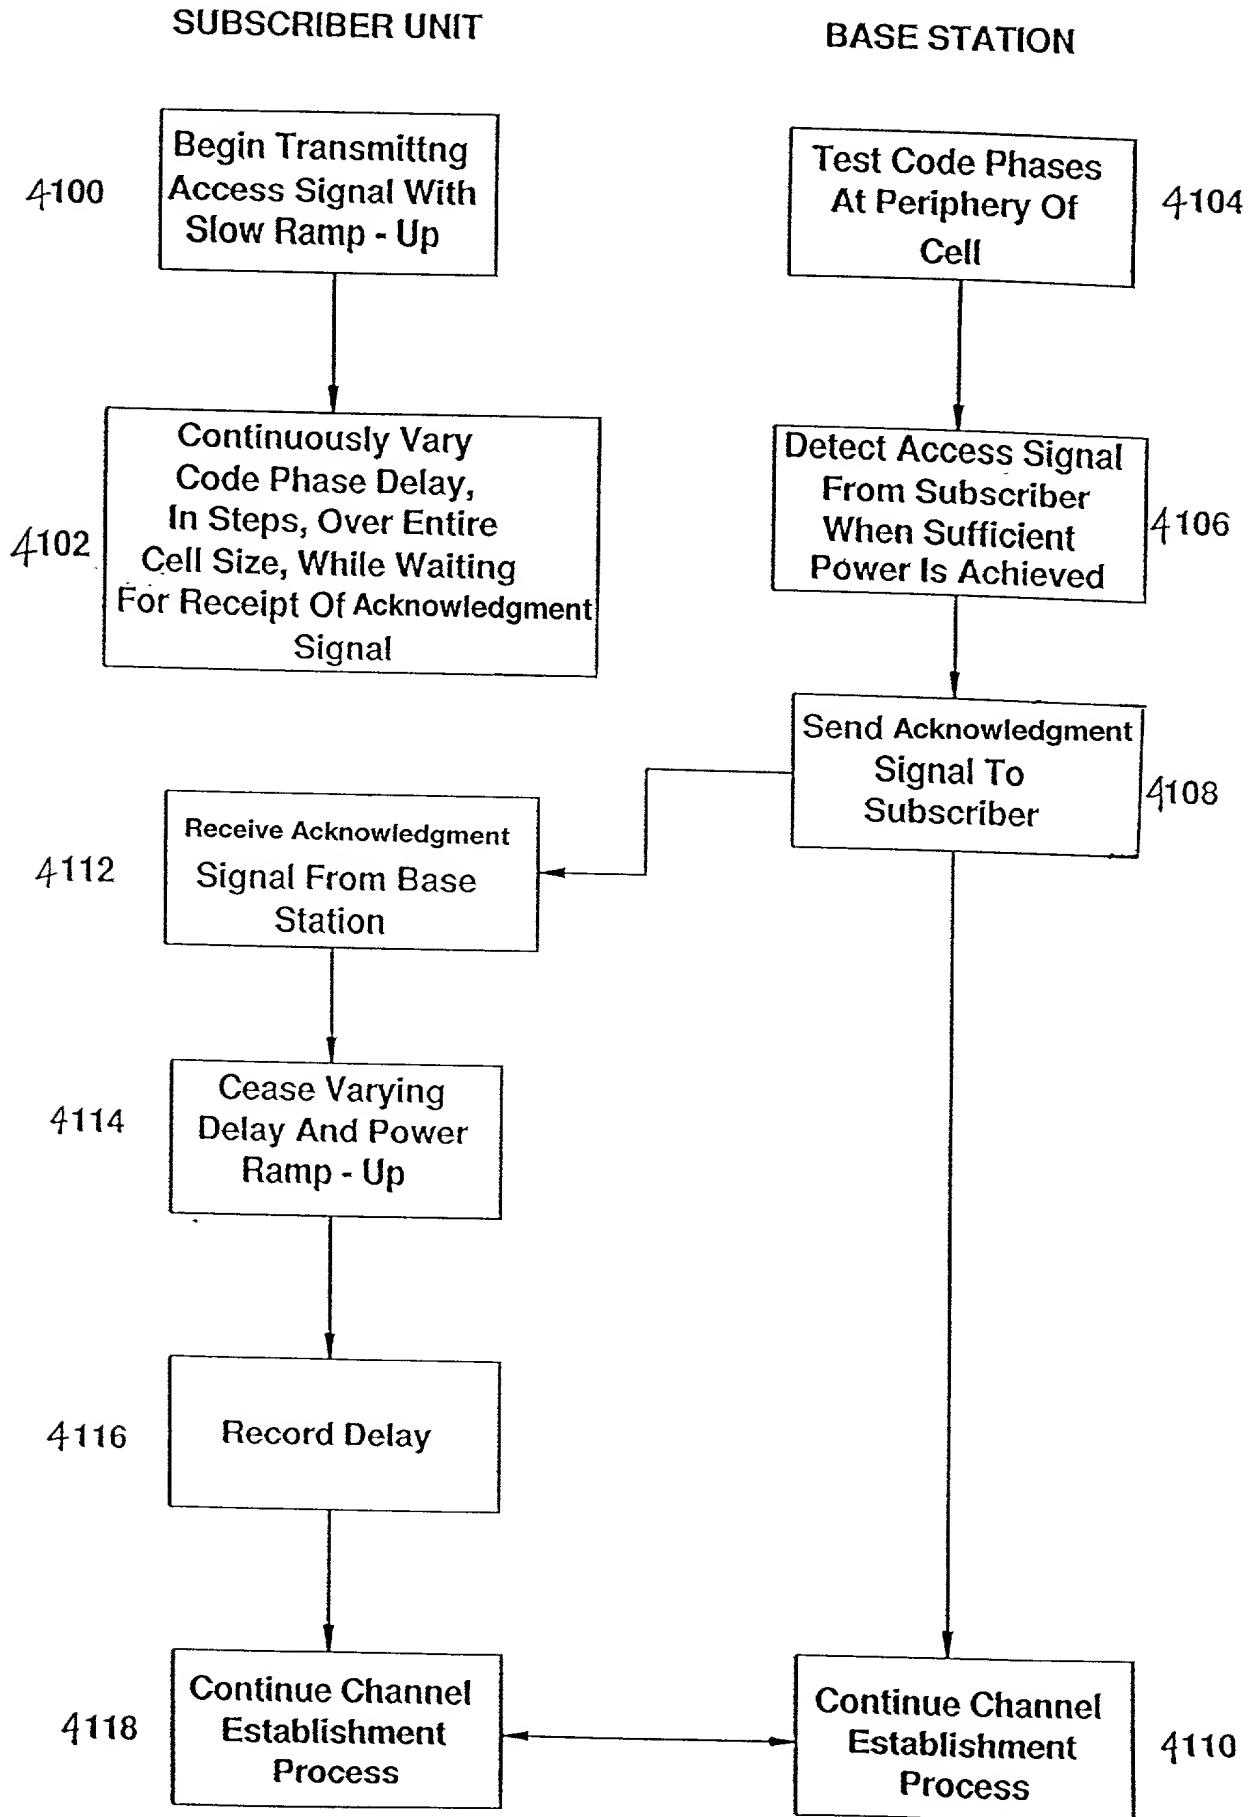 SUBSCRIBER UNIT
BASE STATION
4100
Begin Transmittng
Access Signal With
Slow Ramp - Up
Test Code Phases
At Periphery Of
Cell
4104
4102
Continuously Vary
Code Phase Delay,
In Steps, Over Entire
Cell Size, While Waiting
For Receipt Of Acknowledgment
Signal
Detect Access Signal
From Subscriber
When Sufficient
Power Is Achieved
4106
Send Acknowledgment
Signal To
Subscriber
4108
4112
Receive Acknowledgment
Signal From Base
Station
4114
Cease Varying
Delay And Power
Ramp - Up
4116
Record Delay
4118
Continue Channel
Establishment
Process
Continue Channel
Establishment
Process
4110